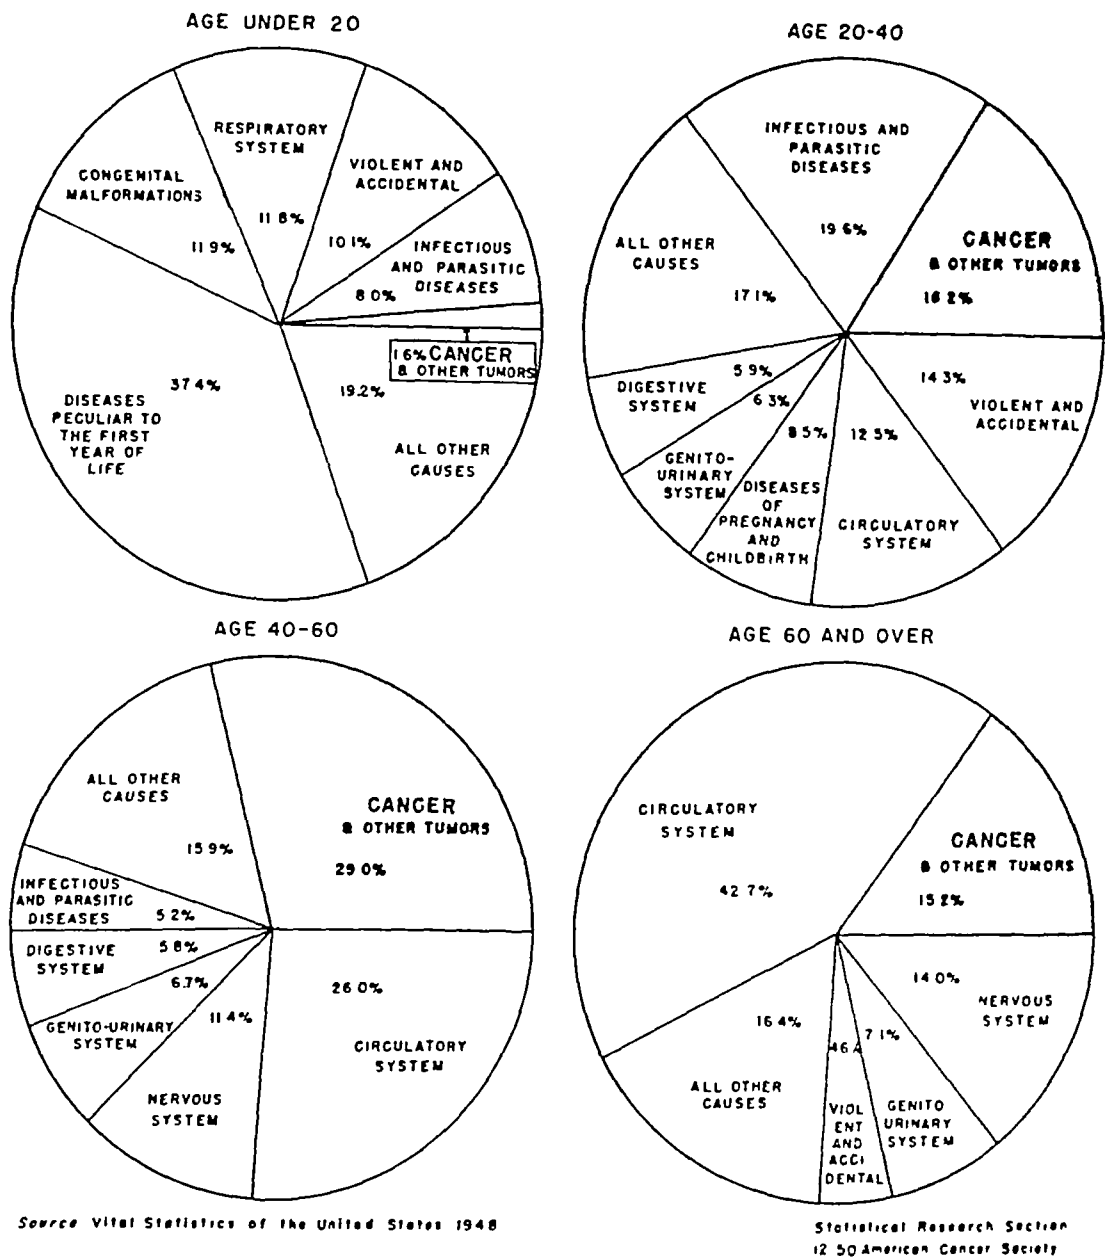 AGE UNDER 20
RESPIRATORY
SYSTEM
11.8%
VIOLENT AND
ACCIDENTAL
10.1%
CONGENITAL
MALFORMATIONS
11.9%
INFECTIOUS
AND PARASITIC
DISEASES
8.0%
1.6% CANCER
& OTHER TUMORS
37.4%
DISEASES
PECULIAR TO
THE FIRST
YEAR OF
LIFE
19.2%
ALL OTHER
CAUSES
AGE 20-40
INFECTIOUS AND
PARASITIC
DISEASES
19.6%
CANCER
& OTHER TUMORS
16.2%
ALL OTHER
CAUSES
17.1%
14.3%
VIOLENT AND
ACCIDENTAL
5.9%
DIGESTIVE
SYSTEM
6.3%
GENITO-
URINARY
SYSTEM
8.5%
DISEASES
OF
PREGNANCY
AND
CHILDBIRTH
12.5%
CIRCULATORY
SYSTEM
AGE 40-60
ALL OTHER
CAUSES
15.9%
CANCER
& OTHER TUMORS
29.0%
INFECTIOUS
AND PARASITIC
DISEASES
5.2%
DIGESTIVE
SYSTEM
5.8%
6.7%
GENITO-URINARY
SYSTEM
11.4%
NERVOUS
SYSTEM
26.0%
CIRCULATORY
SYSTEM
AGE 60 AND OVER
CIRCULATORY
SYSTEM
42.7%
CANCER
& OTHER TUMORS
15.2%
14.0%
NERVOUS
SYSTEM
16.4%
ALL OTHER
CAUSES
VIOL
ENT
AND
ACCI
DENTAL
7.1%
GENITO
URINARY
SYSTEM
Source Vital Statistics of the United States 1948
Statistical Research Section
12 50 American Cancer Society